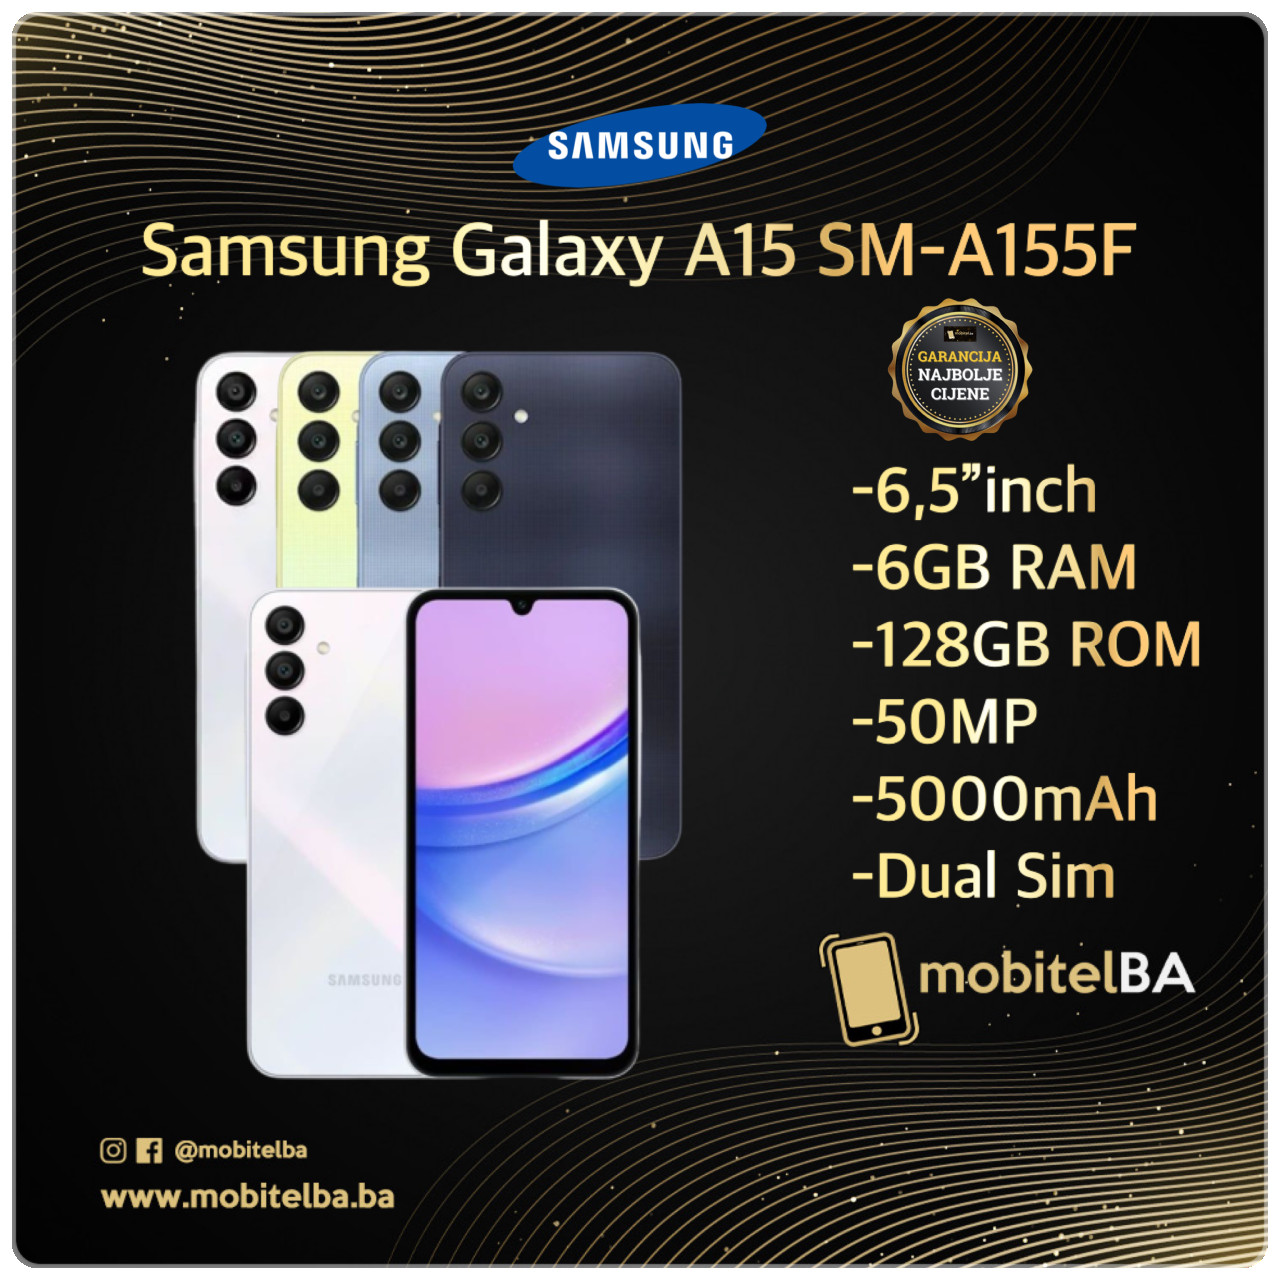 SAMSUNG
Samsung Galaxy A15 SM-A155F
GARANCIJA
NAJBOLJE
CIJENE
-6,5”inch
-6GB RAM
-128GB ROM
-50MP
-5000mAh
-Dual Sim
SAMSUNG
mobitelBA
@mobitelba
www.mobitelba.ba